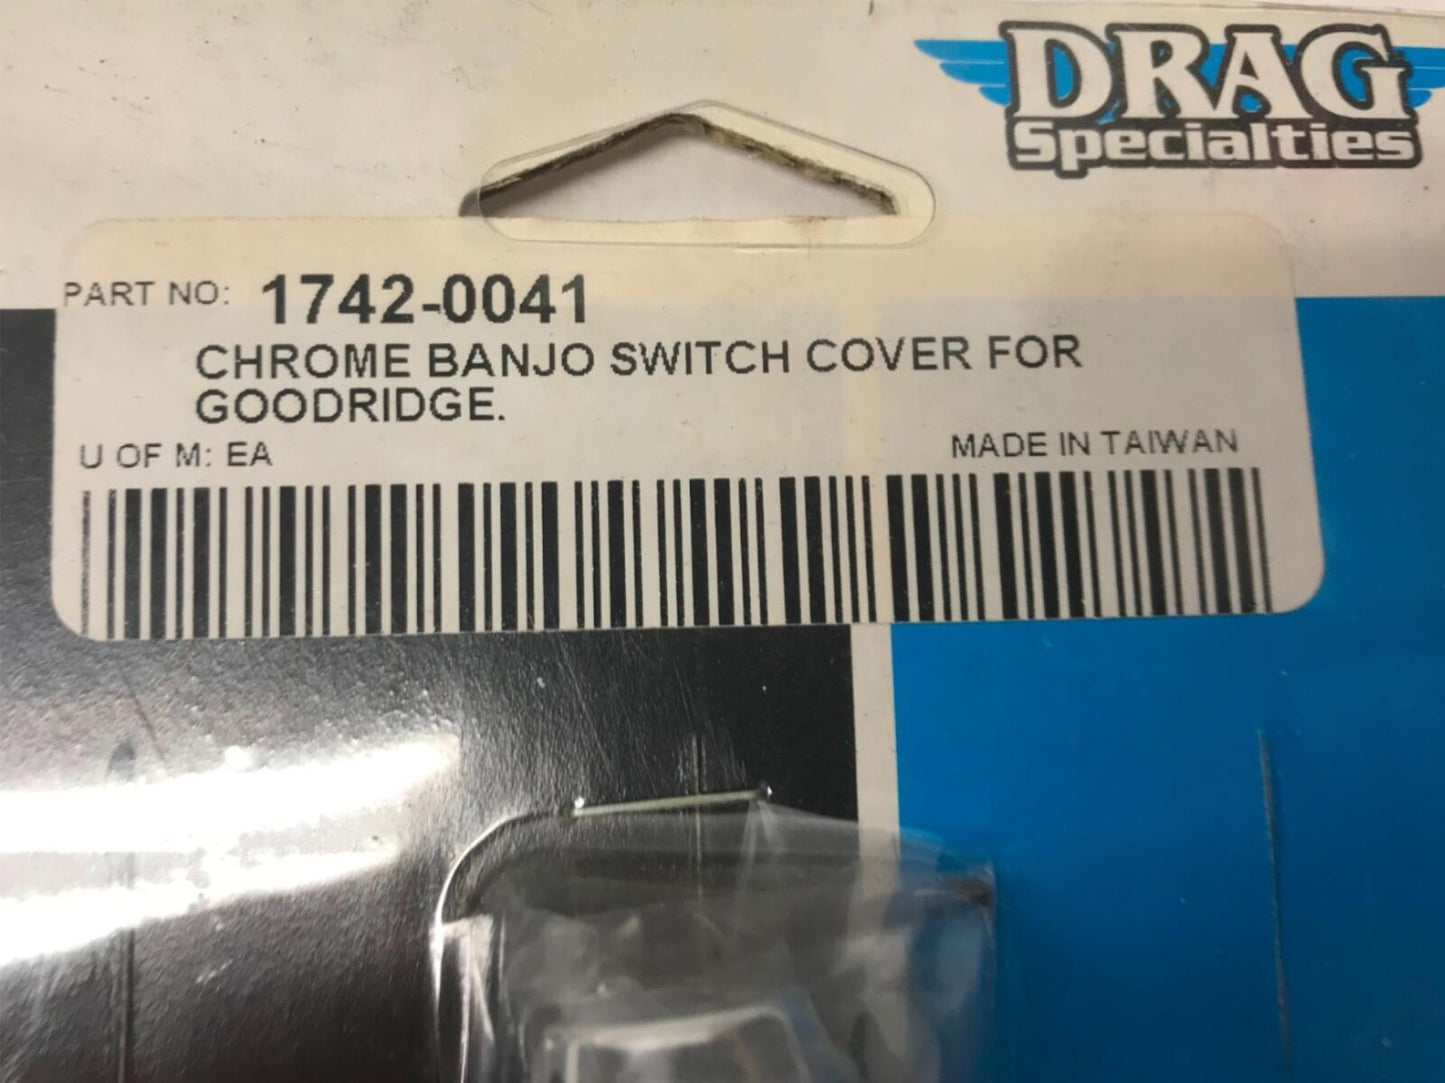 DRAG
Specialties
PART NO: 1742-0041
CHROME BANJO SWITCH COVER FOR
GOODRIDGE.
U OF M: EA
MADE IN TAIWAN